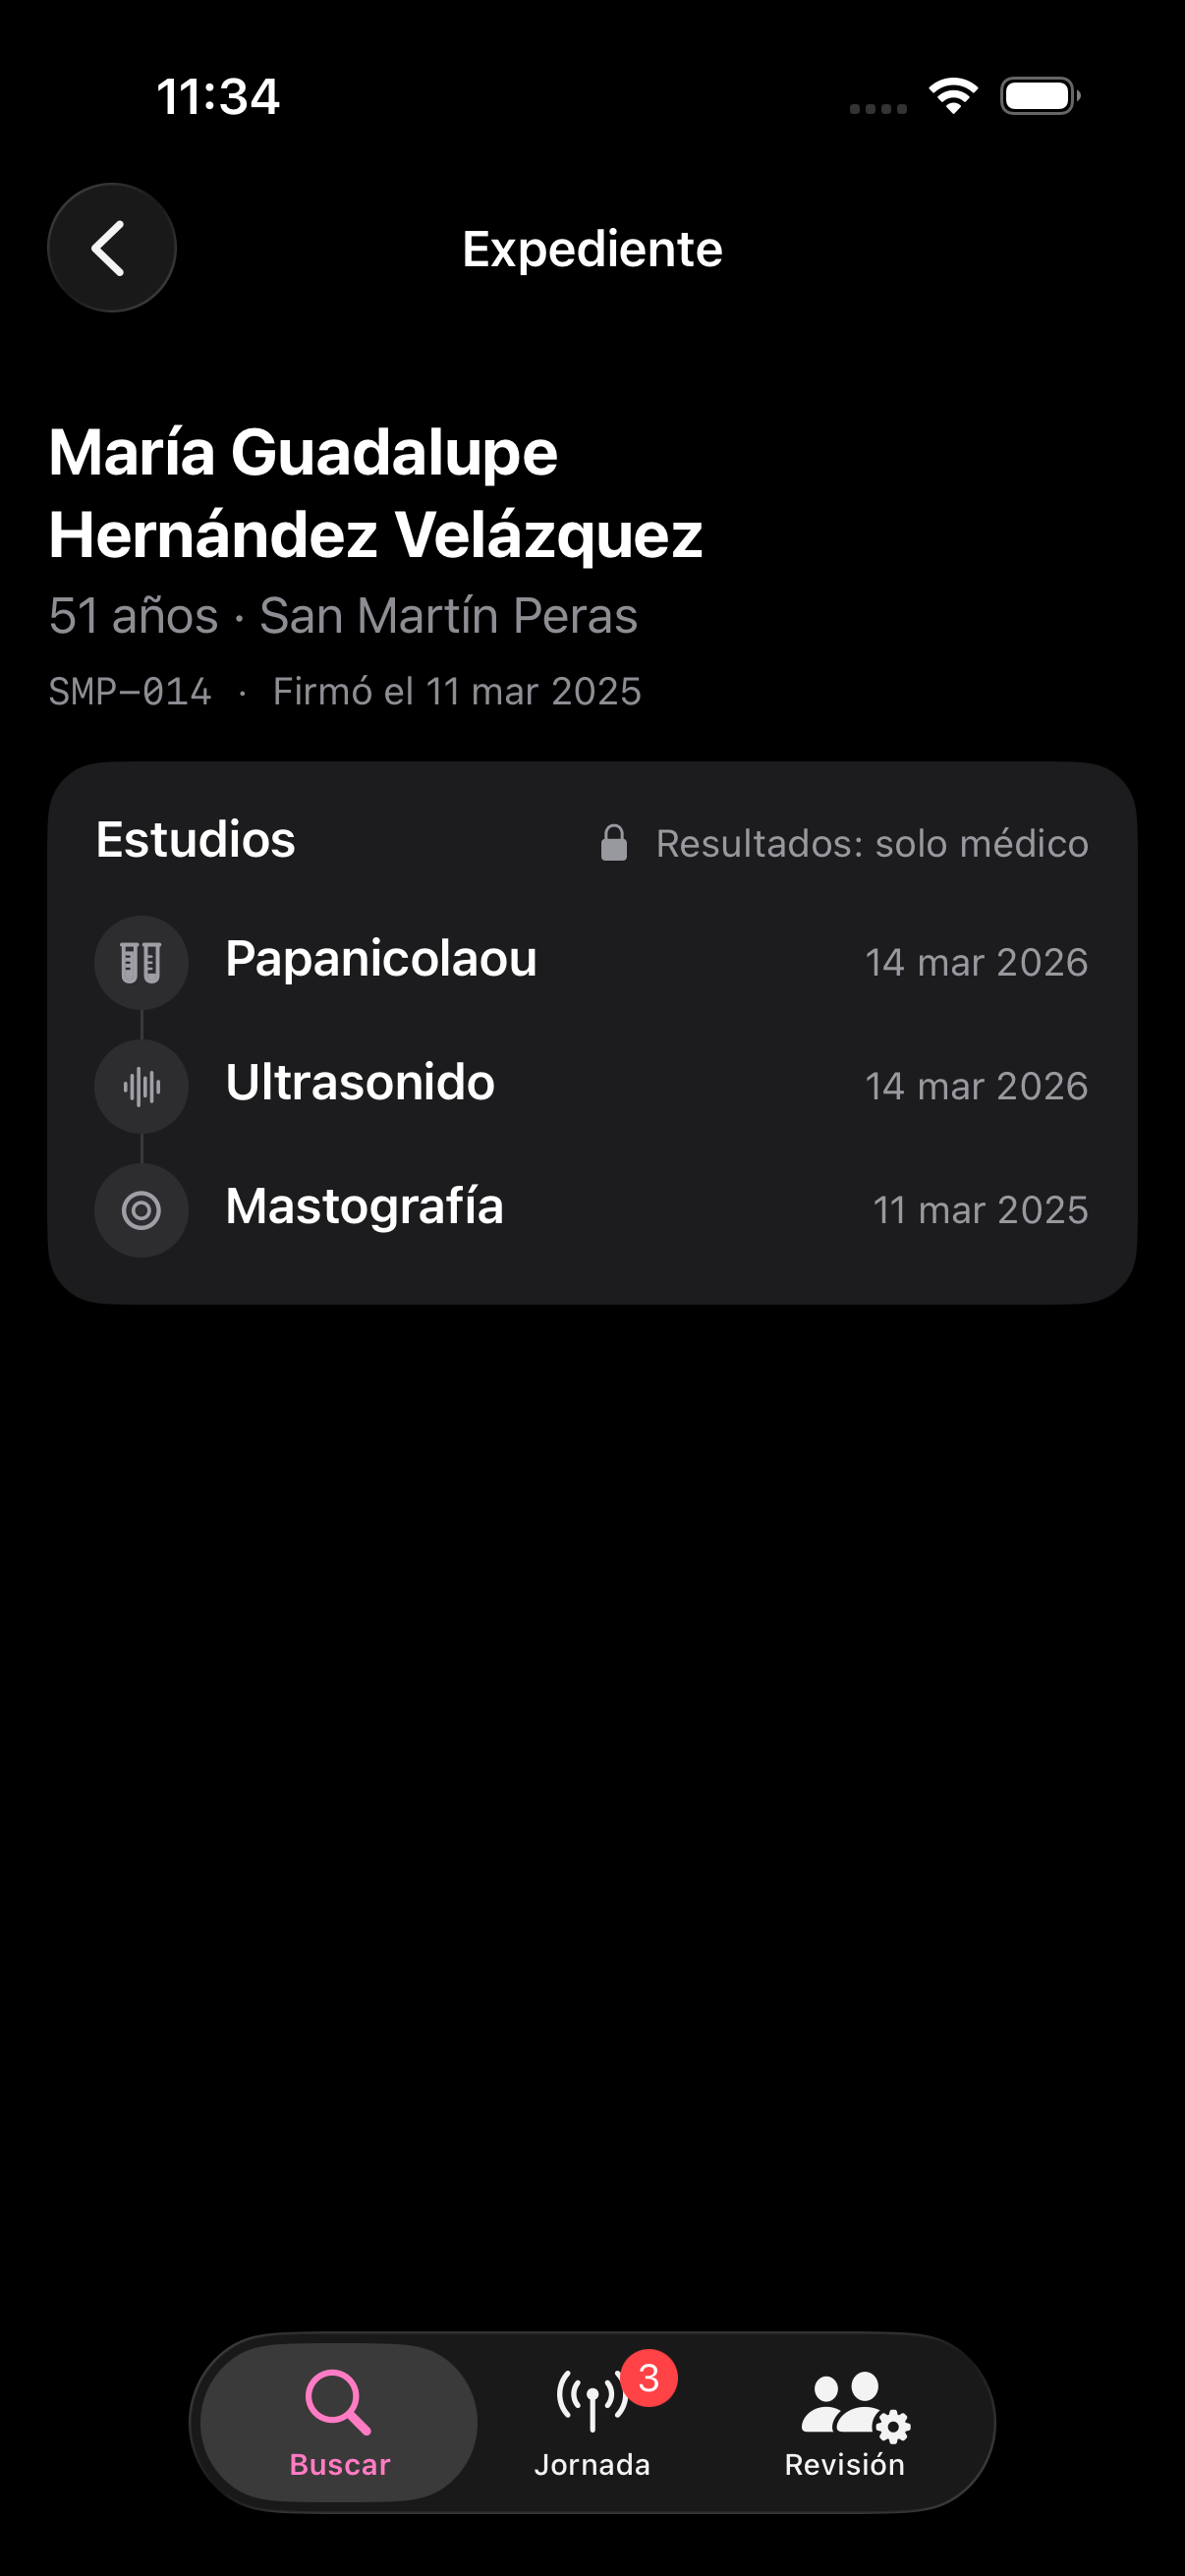 11:34
Expediente
María Guadalupe
Hernández Velázquez
51 años · San Martín Peras
SMP-014 · Firmó el 11 mar 2025
Estudios
Resultados: solo médico
Papanicolaou 14 mar 2026
Ultrasonido 14 mar 2026
Mastografía 11 mar 2025
3
Buscar Jornada Revisión